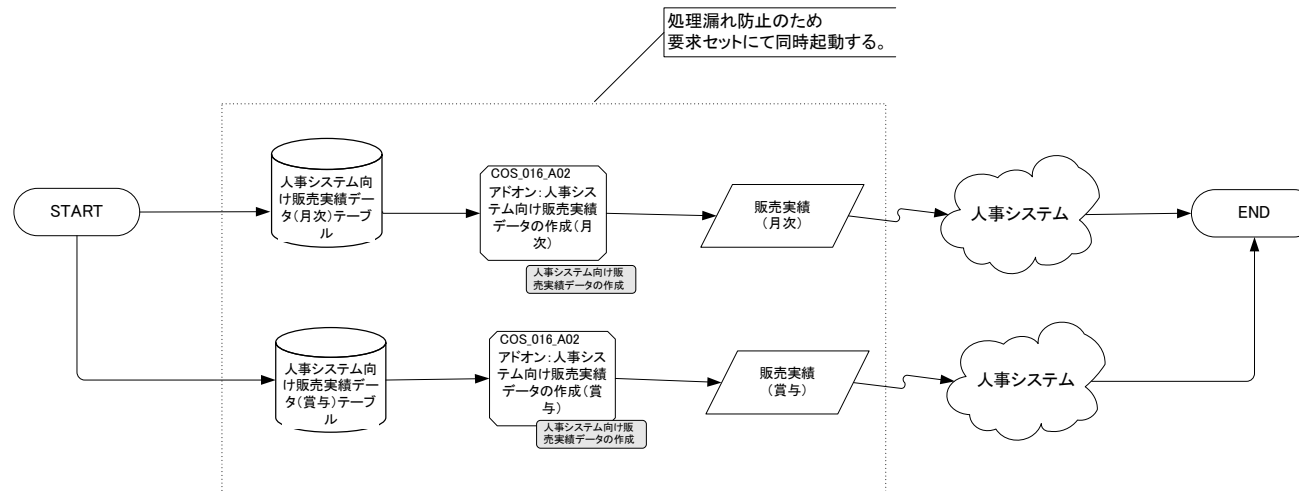 処理漏れ防止のため
要求セットにて同時起動する。
START
人事システム向
け販売実績デー
タ(月次)テーブ
ル
COS_016_A02
アドオン:人事シス
テム向け販売実績
データの作成(月
次)
人事システム向け販
売実績データの作成
販売実績
(月次)
人事システム
END
人事システム向
け販売実績デー
タ(賞与)テーブ
ル
COS_016_A02
アドオン:人事シス
テム向け販売実績
データの作成(賞
与)
人事システム向け販
売実績データの作成
販売実績
(賞与)
人事システム